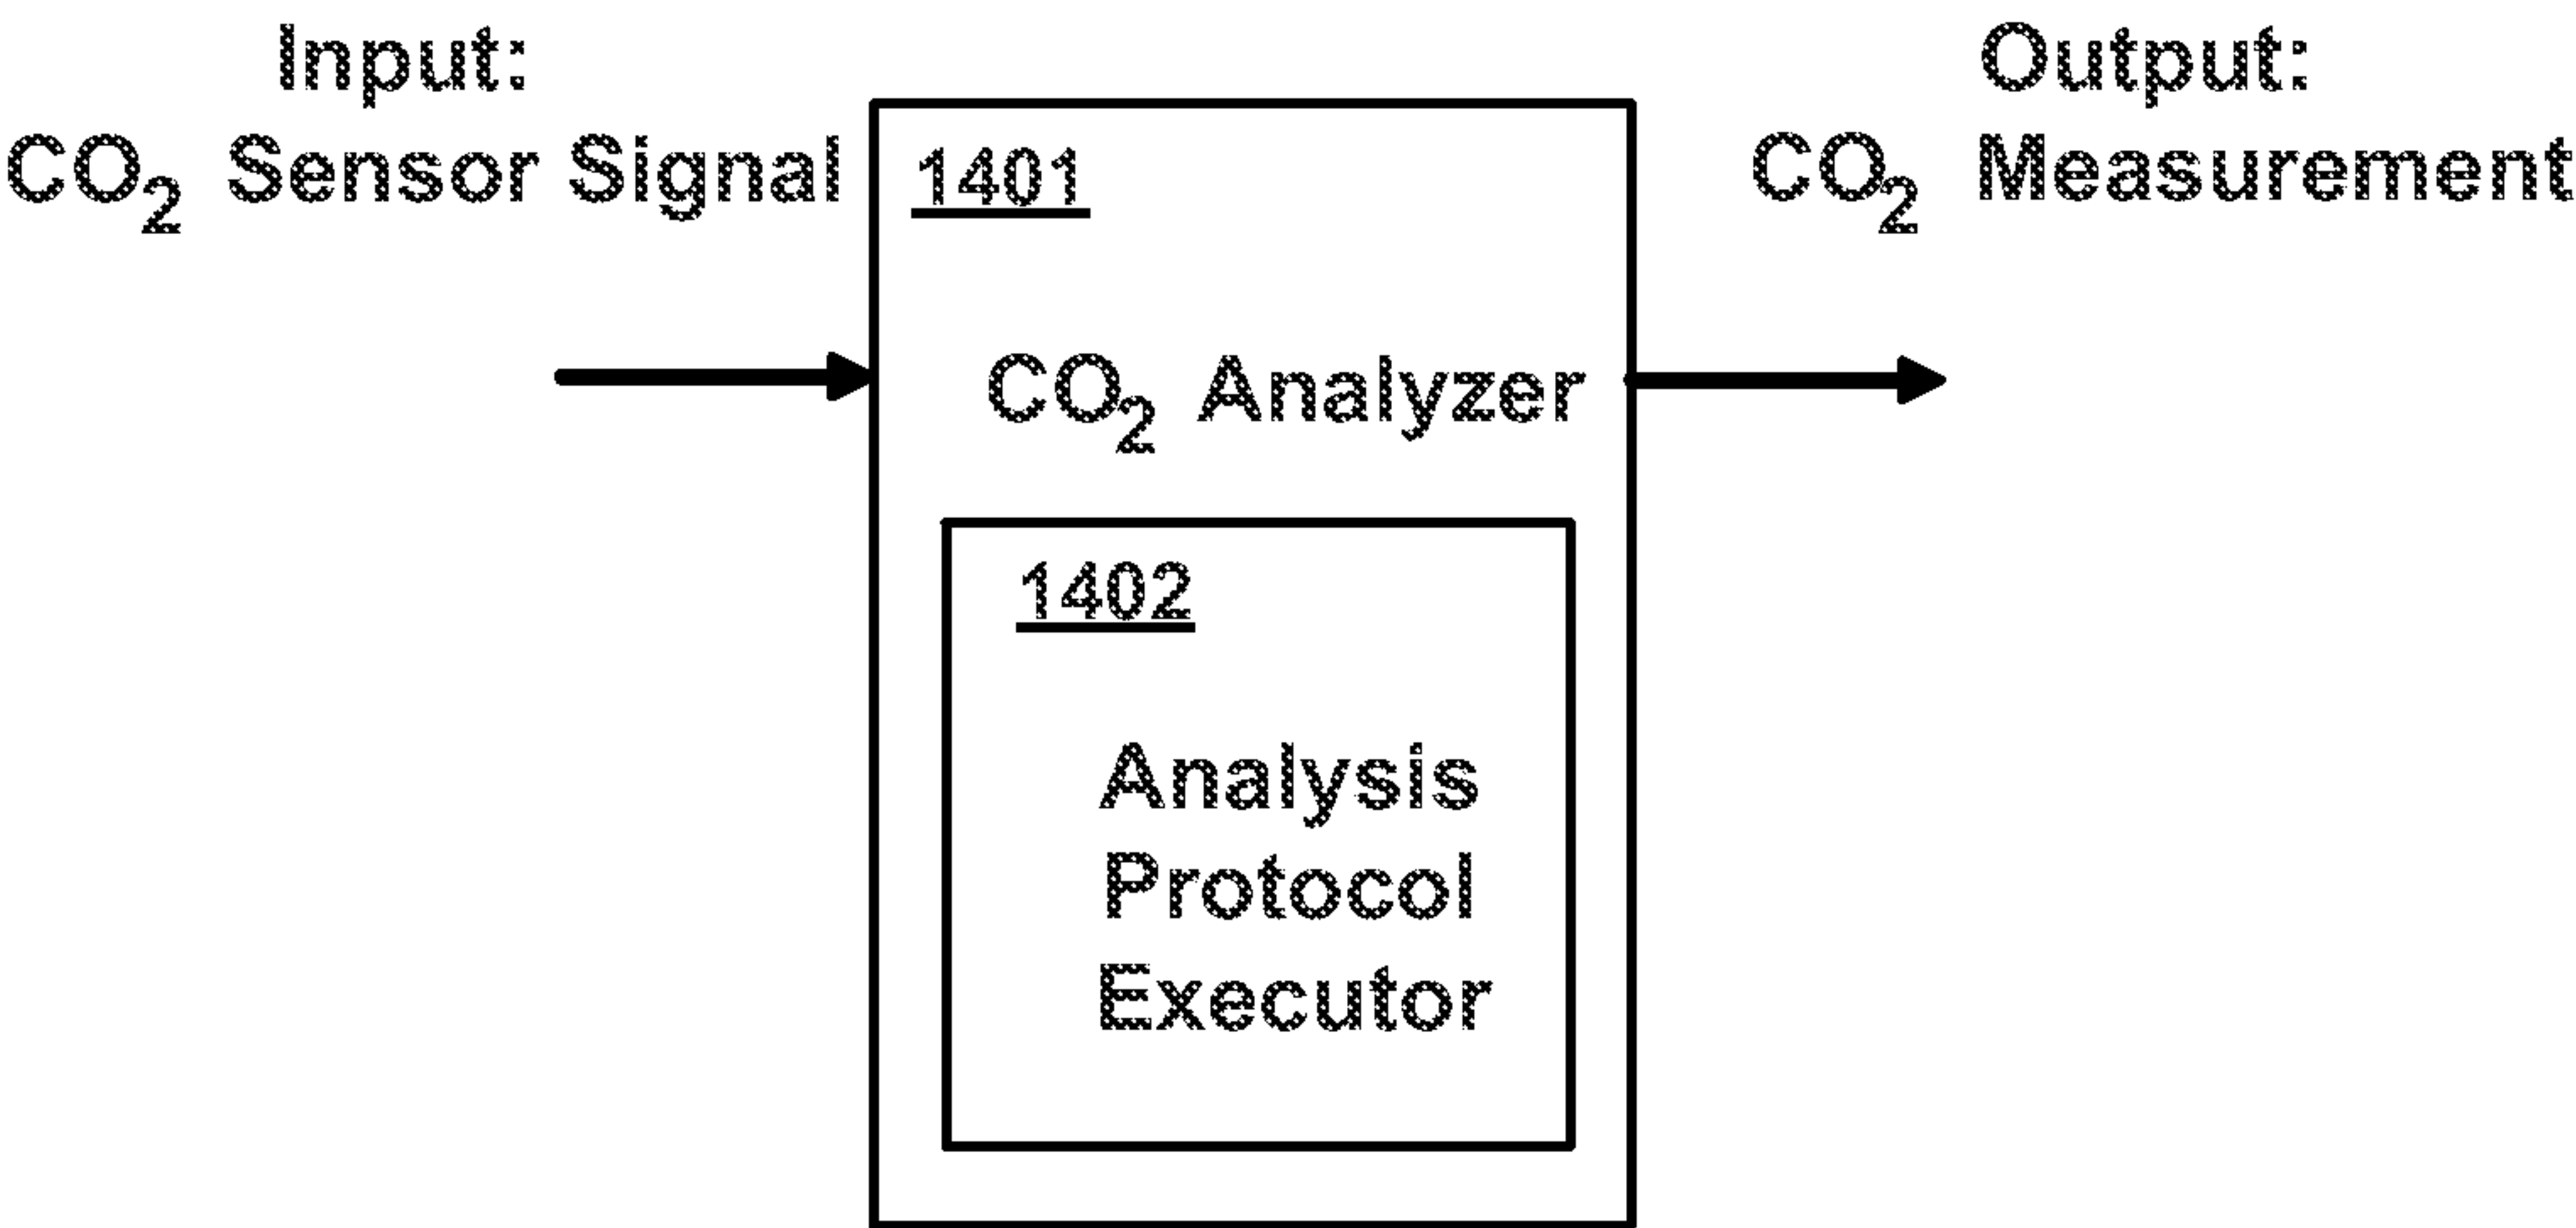 Input:
CO₂ Sensor Signal
1401
CO₂ Analyzer
1402
Analysis
Protocol
Executor
Output:
CO₂ Measurement